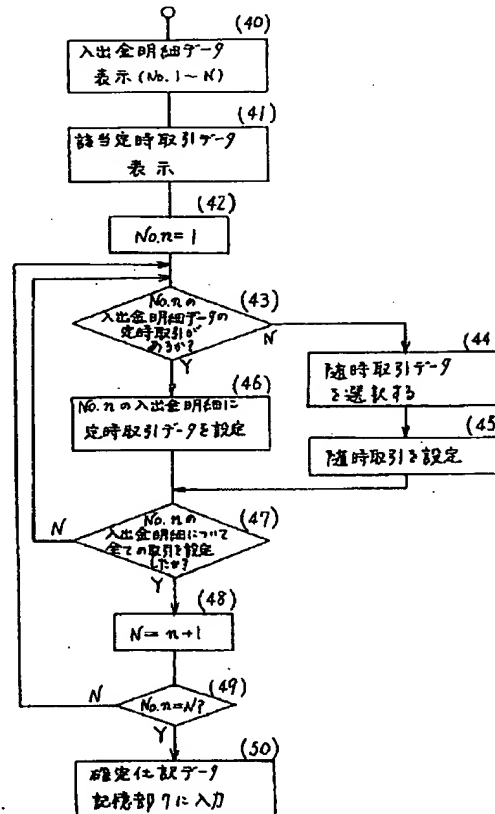 (40)
入出金明細データ
表示(No.1~N)
(41)
該当定時取引データ
表示
(42)
No.n=1
(43)
No.nの
入出金明細データの
定時取引が
あるか?
N
Y
(44
随時取引データ
を選択する
(45
随時取引を設定
(46)
No.nの入出金明細に
定時取引データを設定
(47)
No.nの
入出金明細について
全ての取引を設定
したか?
N
Y
(48)
N=n+1
(49)
No.n=N?
N
Y
(50)
確定仕訳データ
記憶部7に入力